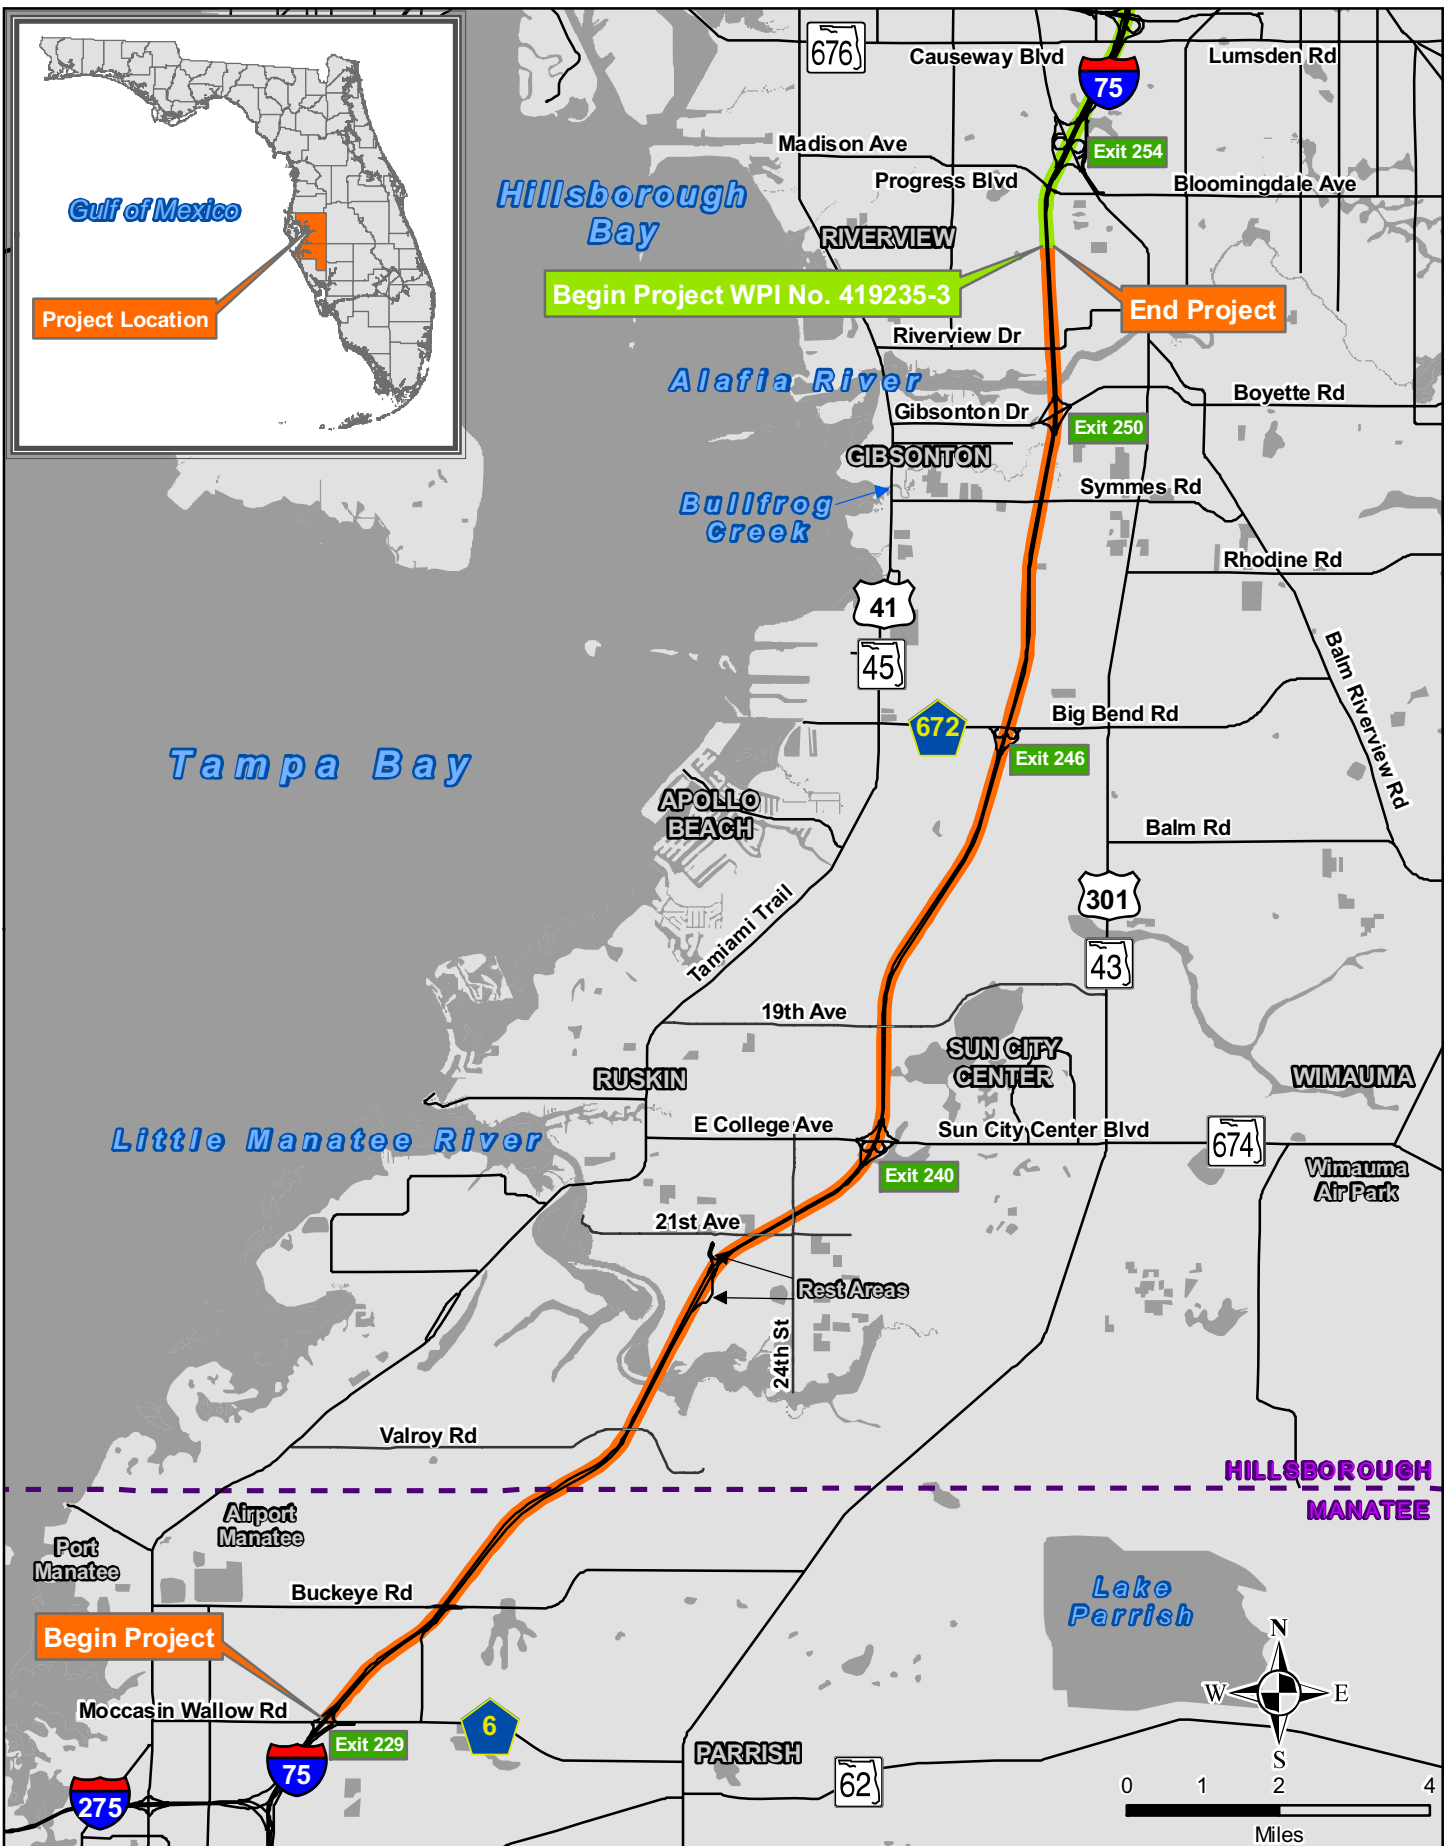 Gulf of Mexico
Project Location
676
Causeway Blvd
Lumsden Rd
75
Madison Ave
Exit 254
Progress Blvd
Bloomingdale Ave
Hillsborough
Bay
RIVERVIEW
Begin Project WPI No. 419235-3
End Project
Riverview Dr
Alafia River
Boyette Rd
Gibsonton Dr
Exit 250
GIBSONTON
Symmes Rd
Bullfrog
Creek
Rhodine Rd
41
45
Balm Riverview Rd
672
Big Bend Rd
Exit 246
Tampa Bay
APOLLO
BEACH
Balm Rd
301
Tamiami Trail
43
19th Ave
SUN CITY
CENTER
RUSKIN
WIMAUMA
E College Ave
Sun City Center Blvd
674
Little Manatee River
Exit 240
Wimauma
Air Park
21st Ave
Rest Areas
24th St
Valroy Rd
HILLSBOROUGH
MANATEE
Airport
Manatee
Port
Manatee
Buckeye Rd
Lake
Parrish
Begin Project
N
W
E
S
Moccasin Wallow Rd
6
Exit 229
75
PARRISH
62
275
0 1 2 4
Miles